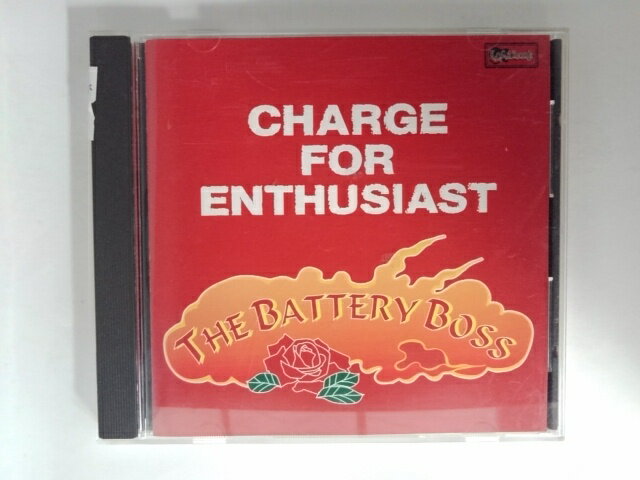 CHARGE
FOR
ENTHUSIAST
THE BATTERY BOSS